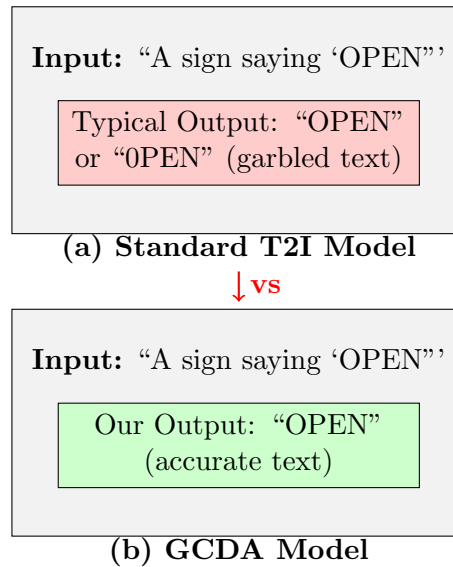 Input: “A sign saying ‘OPEN”’
Typical Output: “OPEN”
or “0PEN” (garbled text)
(a) Standard T2I Model
↓ vs
Input: “A sign saying ‘OPEN”’
Our Output: “OPEN”
(accurate text)
(b) GCDA Model